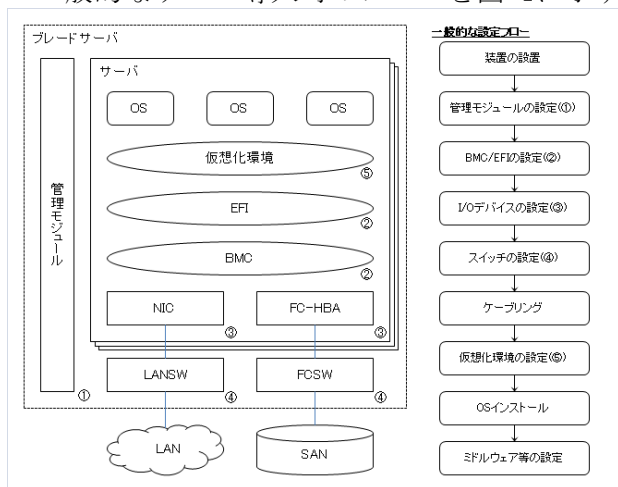 ブレードサーバ
サーバ
OS
OS
OS
仮想化環境
⑤
EFI
②
BMC
②
管理モジュール
NIC
③
FC-HBA
③
LANSW
④
FCSW
④
①
LAN
SAN
一般的な設定フロー
装置の設置
管理モジュールの設定(①)
BMC/EFIの設定(②)
I/Oデバイスの設定(③)
スイッチの設定(④)
ケーブリング
仮想化環境の設定(⑤)
OSインストール
ミドルウェア等の設定